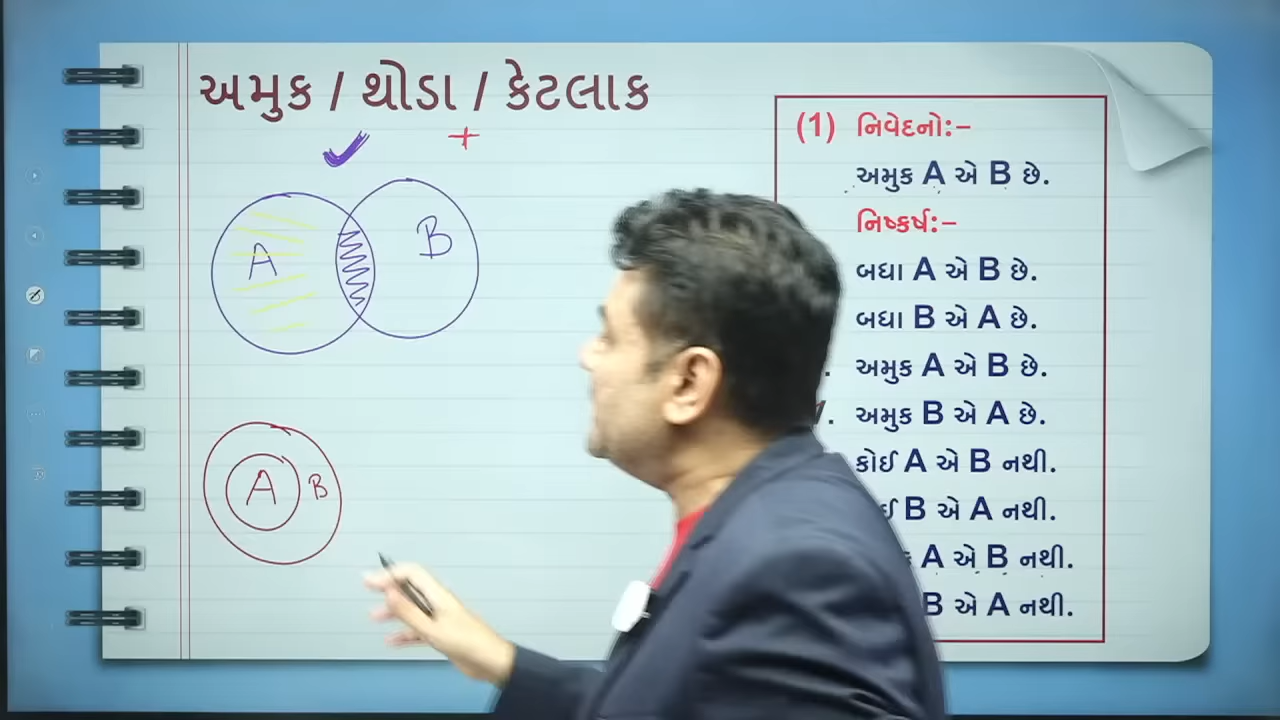 અમુક / થોડા / કેટલાક
+
A B
A B
(1) નિવેદનો:–
અમુક A એ B છે.
નિષ્કર્ષ:–
બધા A એ B છે.
બધા B એ A છે.
અમુક A એ B છે.
અમુક B એ A છે.
કોઈ A એ B નથી.
B એ A નથી.
A એ B નથી.
B એ A નથી.